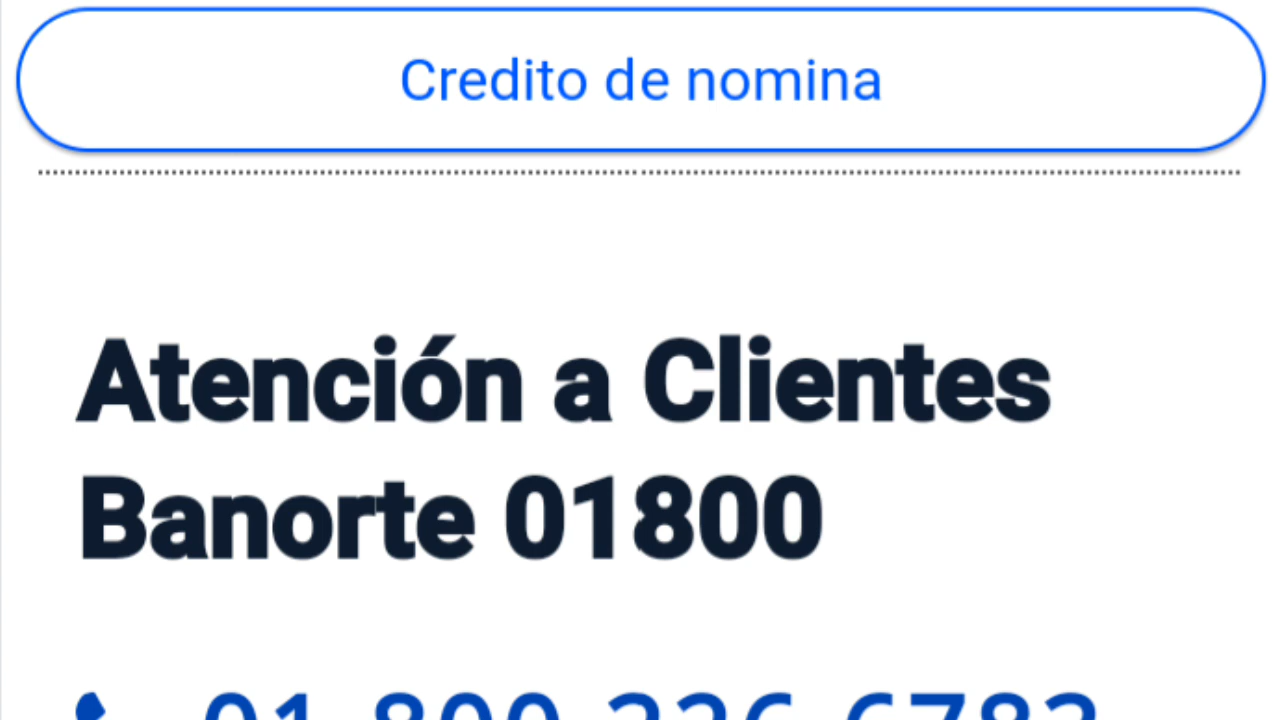 Credito de nomina
Atención a Clientes
Banorte 01800